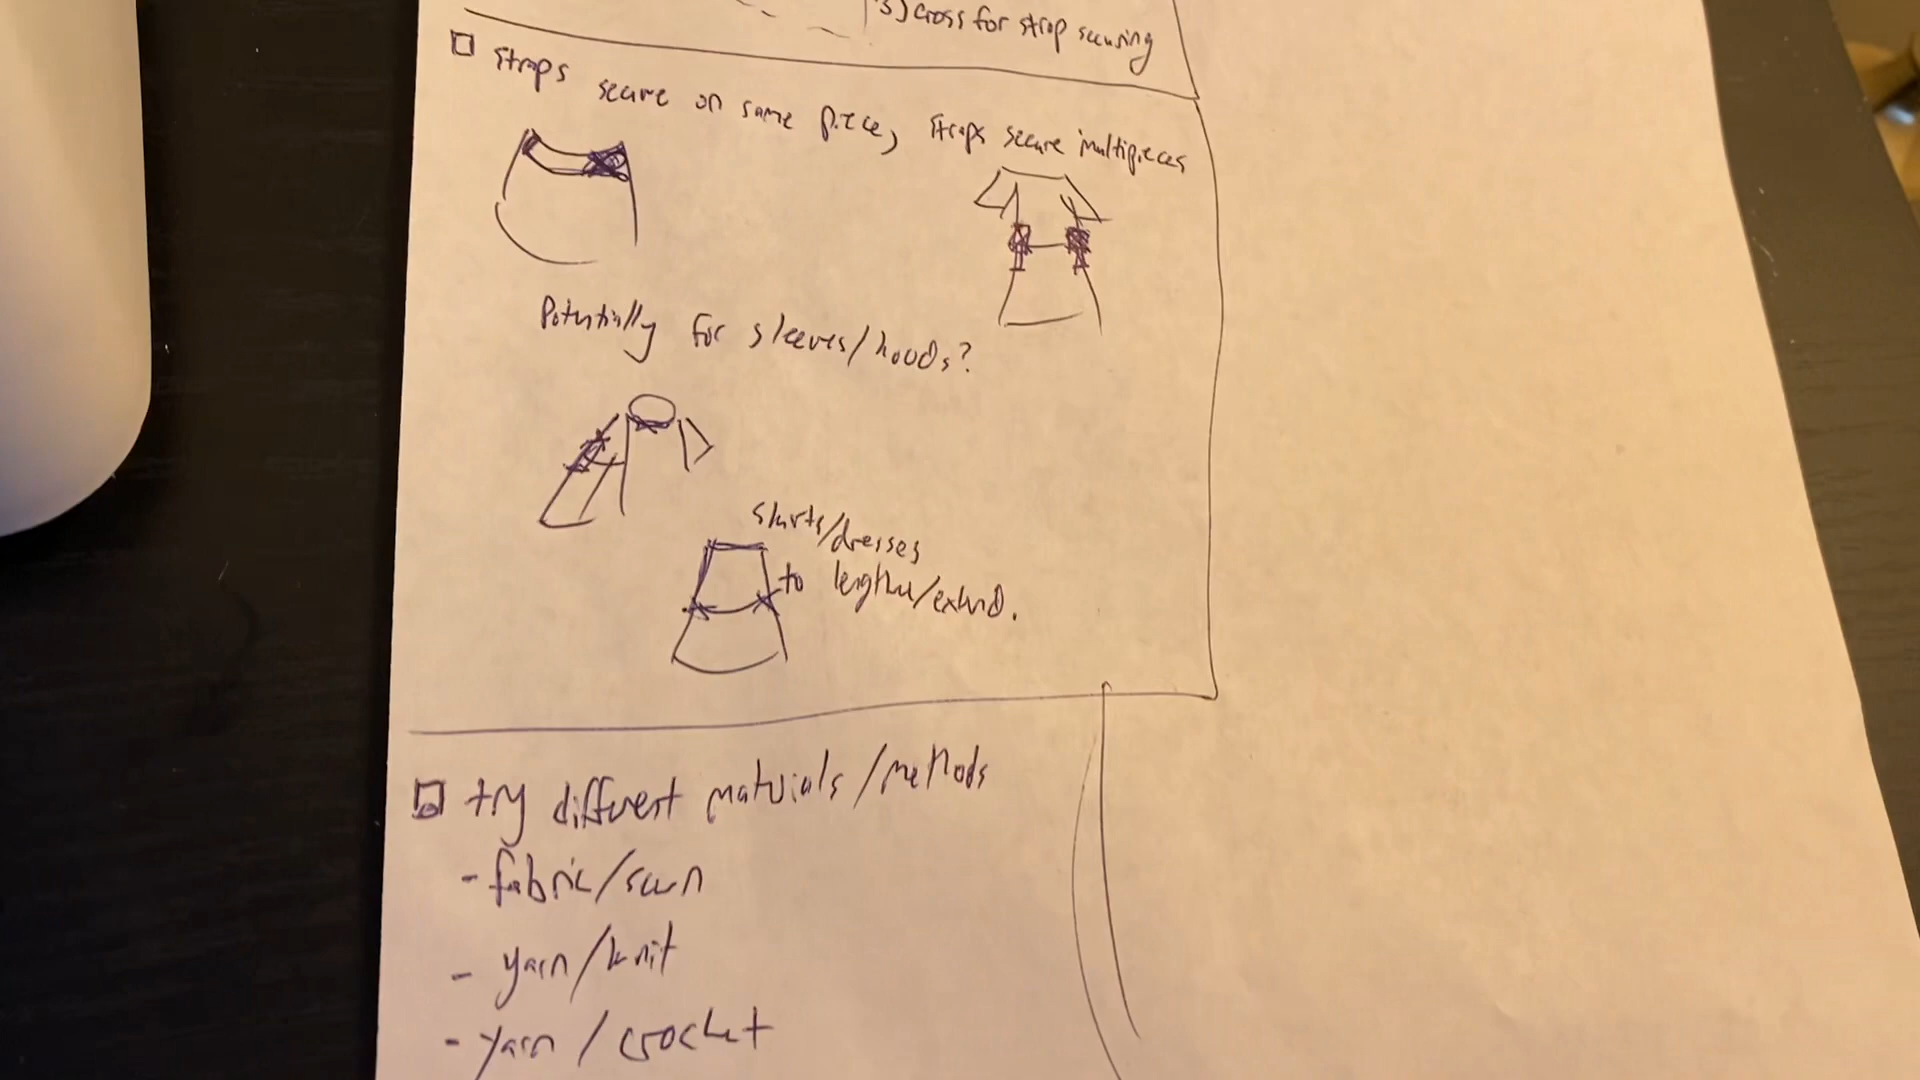 3) cross for strap securing
Straps secure on same piece, straps secure multipieces
Potentially for sleeves/hoods?
skirts/dresses
to lengthen/extend.
try different materials/methods
- fabric/sewn
- yarn/knit
- yarn/crochet